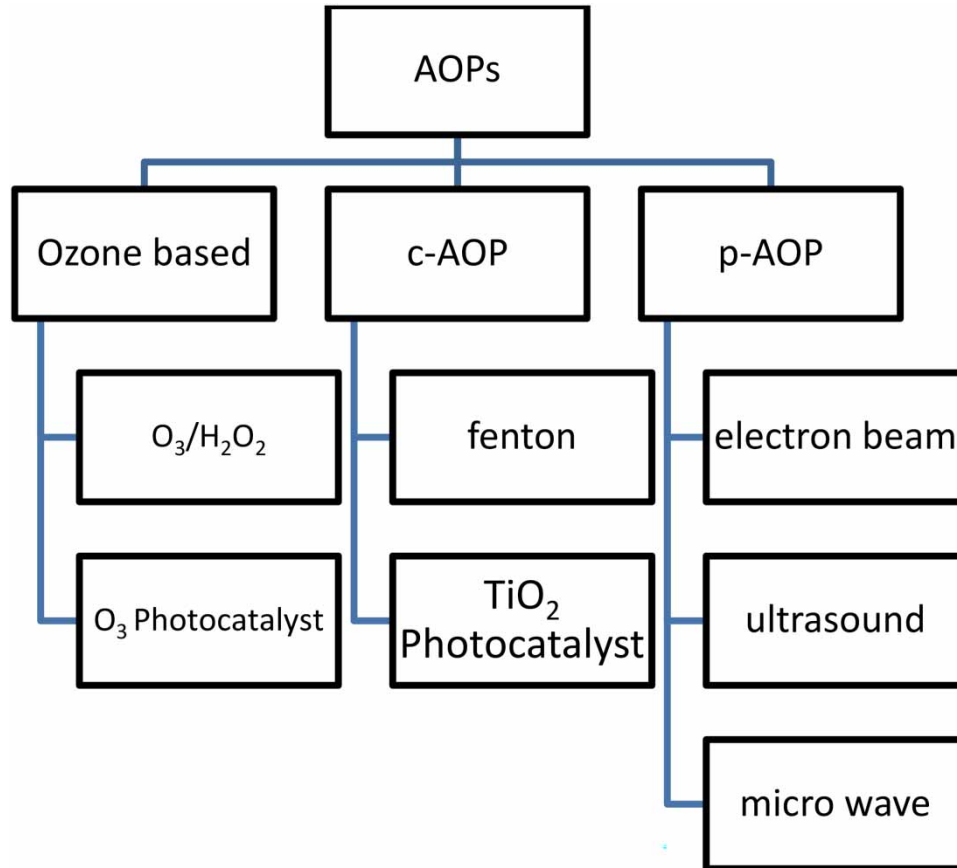 AOPs
Ozone based
c-AOP
p-AOP
O₃/H₂O₂
fenton
electron beam
O₃ Photocatalyst
TiO₂
Photocatalyst
ultrasound
micro wave